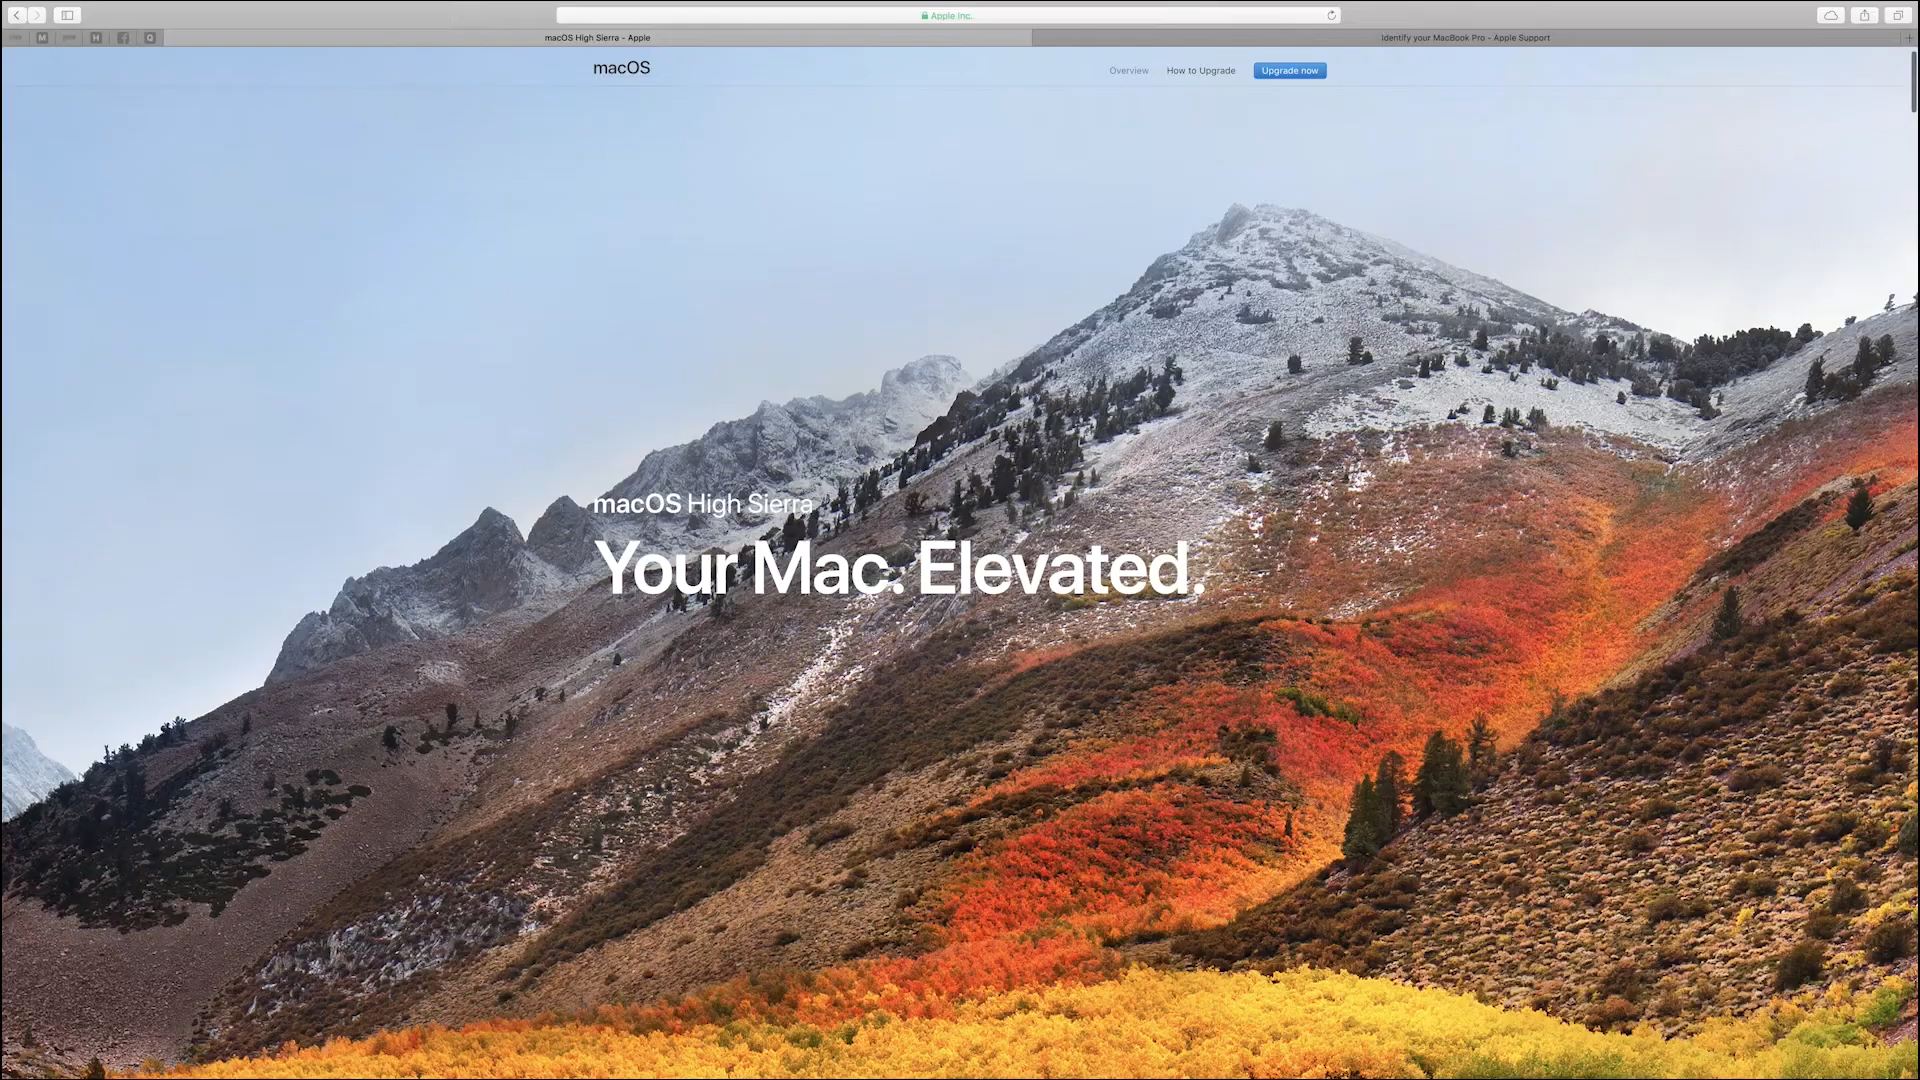 Apple Inc.
M
H
Q
macOS High Sierra - Apple
Identify your MacBook Pro - Apple Support
macOS
Overview
How to Upgrade
Upgrade now
macOS High Sierra
Your Mac. Elevated.